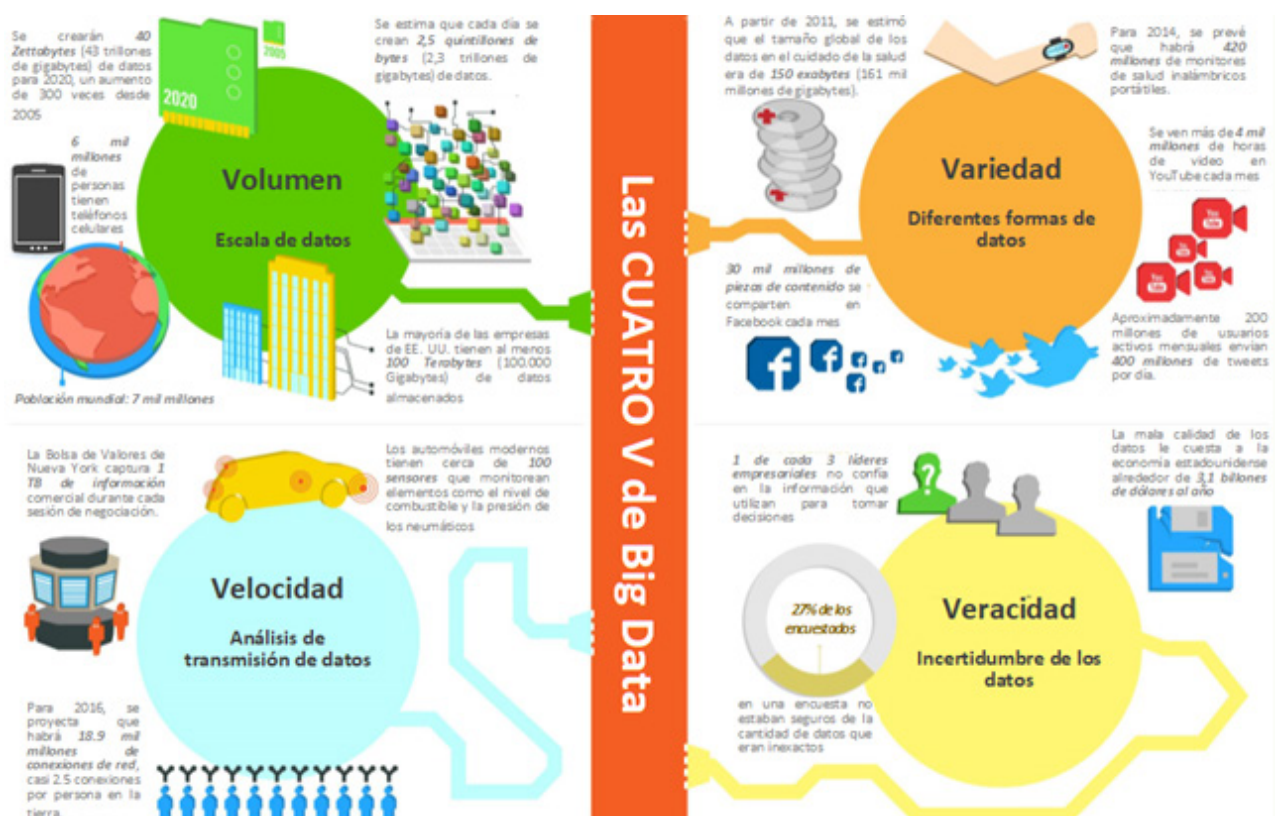 Se crearán 40
Zettabytes (43 trillones
de gigabytes) de datos
para 2020, un aumento
de 300 veces desde
2005
2020
2005
Se estima que cada día se
crean 2,5 quintillones de
bytes (2,3 trillones de
gigabytes) de datos.
6 mil
millones
de
personas
tienen
teléfonos
celulares
Volumen
Escala de datos
La mayoría de las empresas
de EE. UU. tienen al menos
100 Terabytes (100.000
Gigabytes) de datos
almacenados
Población mundial: 7 mil millones
Las CUATRO V de Big Data
A partir de 2011, se estimó
que el tamaño global de los
datos en el cuidado de la salud
era de 150 exabytes (161 mil
millones de gigabytes).
Para 2014, se prevé
que habrá 420
millones de monitores
de salud inalámbricos
portátiles.
Variedad
Diferentes formas de
datos
Se ven más de 4 mil
millones de horas
de video en
YouTube cada mes
You
Tube
You
Tube
You
Tube
You
Tube
30 mil millones de
piezas de contenido se
comparten en
Facebook cada mes
f
f
f
f
f
f
Aproximadamente 200
millones de usuarios
activos mensuales envían
400 millones de tweets
por día.
La Bolsa de Valores de
Nueva York captura 1
TB de información
comercial durante cada
sesión de negociación.
Los automóviles modernos
tienen cerca de 100
sensores que monitorean
elementos como el nivel de
combustible y la presión de
los neumáticos
Velocidad
Análisis de
transmisión de datos
Para 2016, se
proyecta que
habrá 18.9 mil
millones de
conexiones de red,
casi 2.5 conexiones
por persona en la
tierra
1 de cada 3 líderes
empresariales no confía
en la información que
utilizan para tomar
decisiones
?
La mala calidad de los
datos le cuesta a la
economía estadounidense
alrededor de 3,1 billones
de dólares al año
27% de los
encuestados
en una encuesta no
estaban seguros de la
cantidad de datos que
eran inexactos
Veracidad
Incertidumbre de los
datos